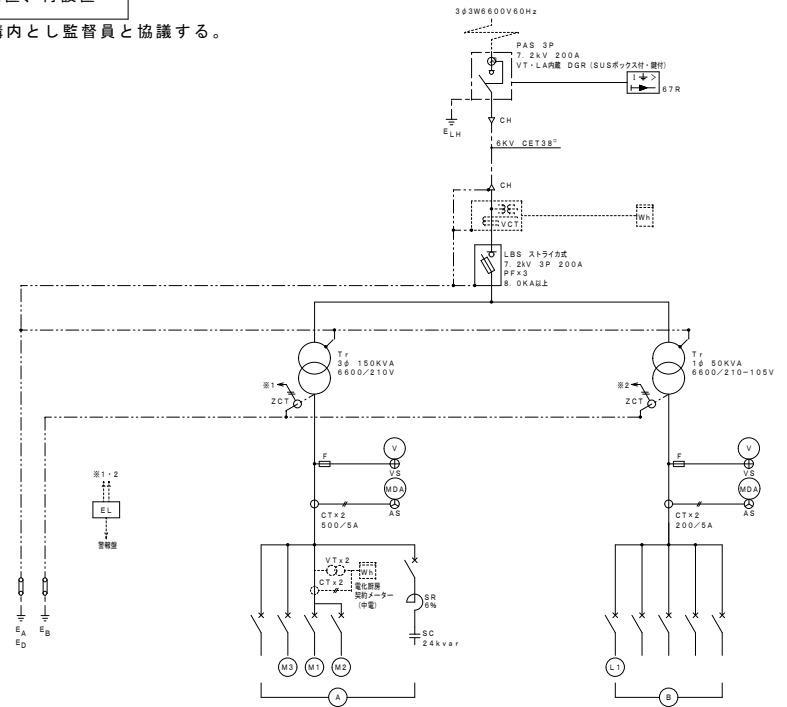 構内とし監督員と協議する。
3φ3W6600V60Hz
PAS 3P
7.2kV 200A
VT・LA内蔵 DGR(SUSボックス付・鍵付)
I ⏚ >
67R
E LH
CH
6KV CET38□
CH
VCT
Wh
LBS ストライカ式
7.2kV 3P 200A
PF×3
8.0KA以上
Tr
3φ 150KVA
6600/210V
Tr
1φ 50KVA
6600/210-105V
※1
ZCT
※2
ZCT
F
V
VS
MDA
AS
CT×2
500/5A
F
V
VS
MDA
AS
CT×2
200/5A
※1・2
EL
警報盤
VT×2
Wh
CT×2
電化厨房
契約メーター
(中電)
SR
6%
SC
24kvar
EA
ED
EB
M3
M1
M2
L1
A
B